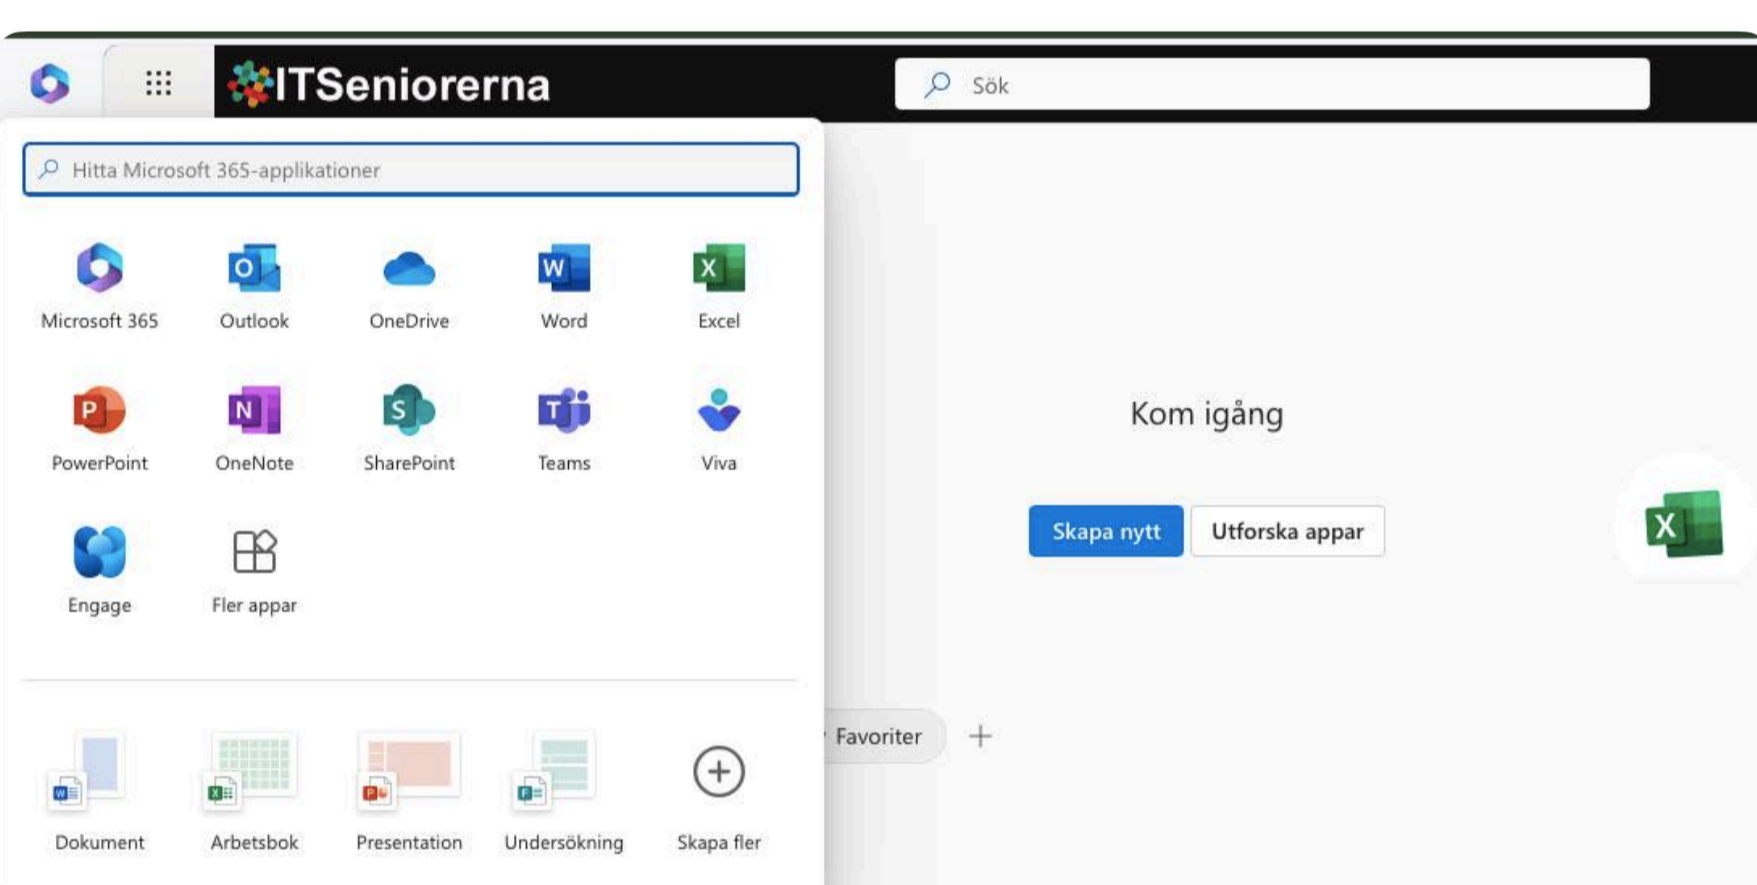 ITSeniorerna
Sök
Hitta Microsoft 365-applikationer
Microsoft 365
Outlook
OneDrive
Word
Excel
PowerPoint
OneNote
SharePoint
Teams
Viva
Engage
Fler appar
Kom igång
Skapa nytt
Utforska appar
Favoriter
Dokument
Arbetsbok
Presentation
Undersökning
Skapa fler